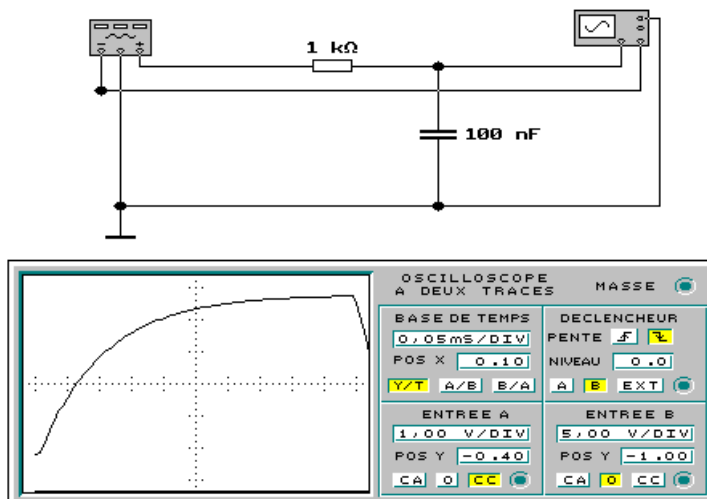 1 kΩ
100 nF
OSCILLOSCOPE
A DEUX TRACES
MASSE
BASE DE TEMPS
0,05mS/DIV
POS X 0.10
Y/T A/B B/A
DECLENCHEUR
PENTE
NIVEAU 0.0
A B EXT
ENTREE A
1,00 V/DIV
POS Y -0.40
CA O CC
ENTREE B
5,00 V/DIV
POS Y -1.00
CA O CC